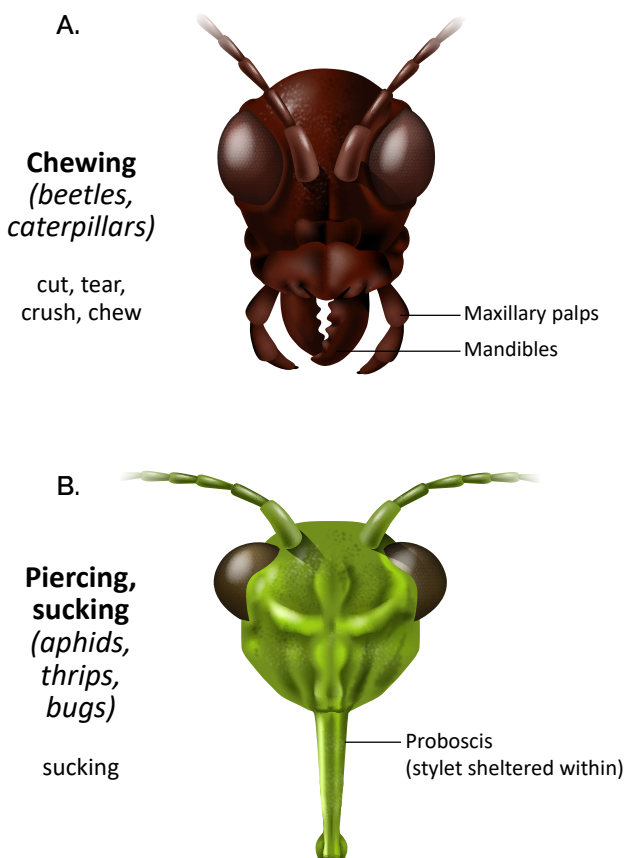 A.
Chewing
(beetles,
caterpillars)
cut, tear,
crush, chew
Maxillary palps
Mandibles
B.
Piercing,
sucking
(aphids,
thrips,
bugs)
sucking
Proboscis
(stylet sheltered within)